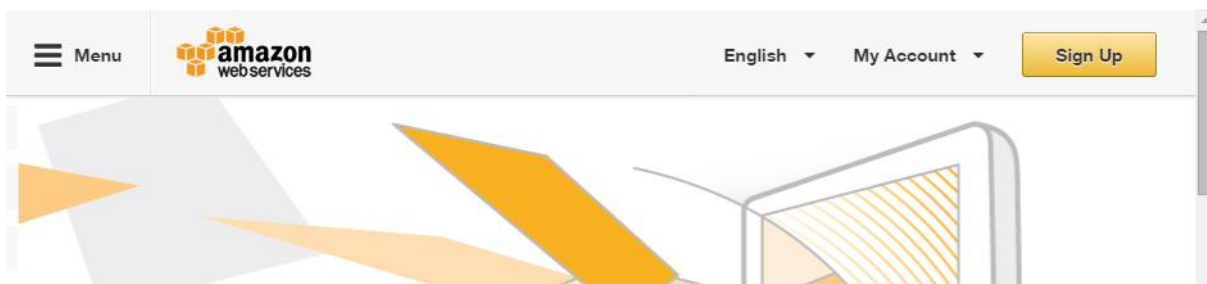 Menu
amazon
webservices
English
My Account
Sign Up